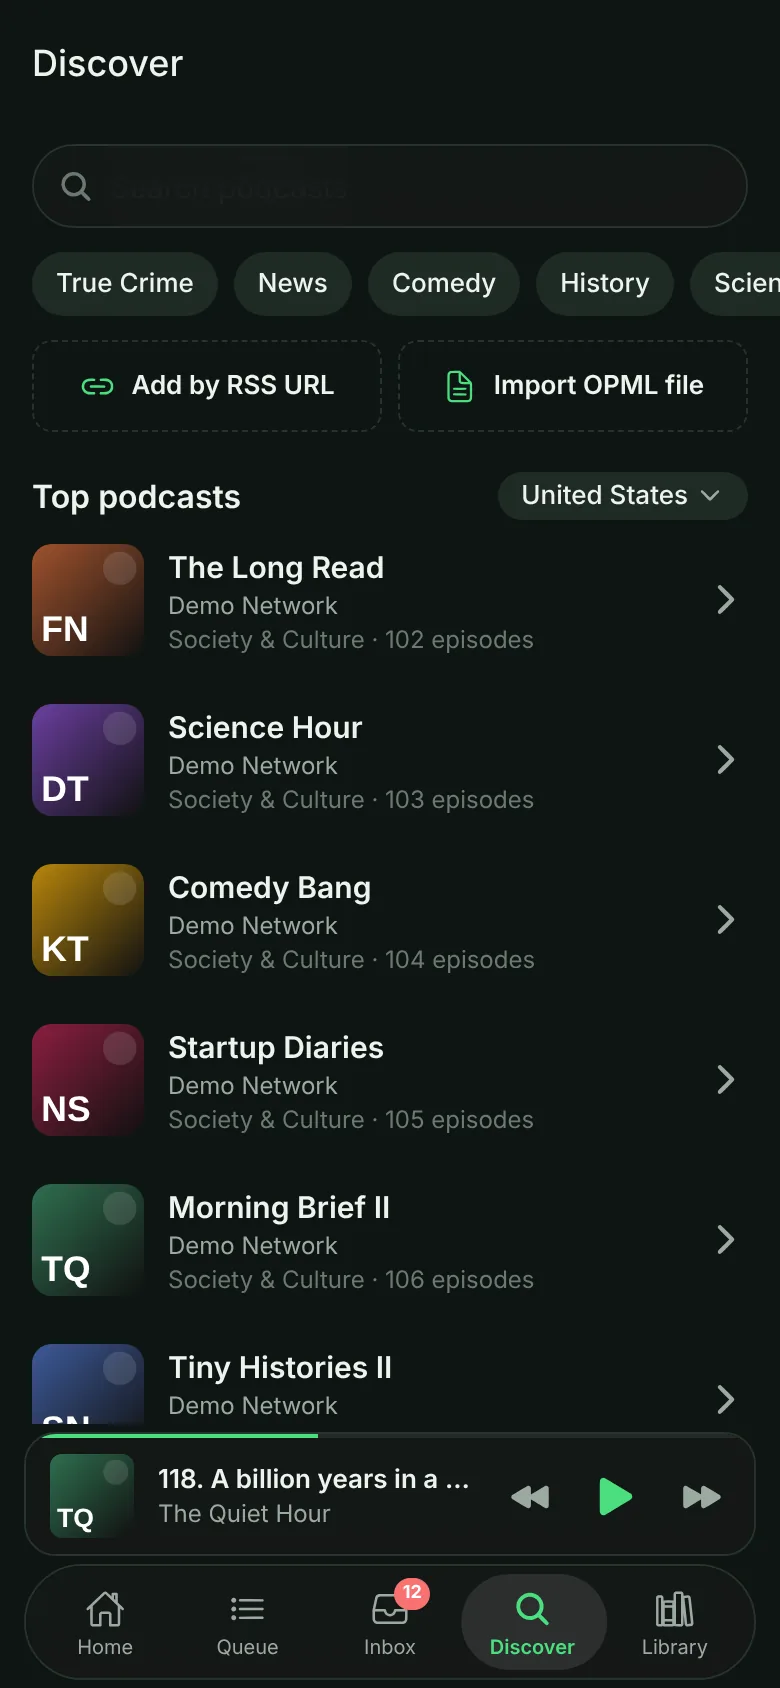 Discover
Search podcasts
True Crime
News
Comedy
History
Scien
Add by RSS URL
Import OPML file
Top podcasts
United States
FN
The Long Read
Demo Network
Society & Culture · 102 episodes
DT
Science Hour
Demo Network
Society & Culture · 103 episodes
KT
Comedy Bang
Demo Network
Society & Culture · 104 episodes
NS
Startup Diaries
Demo Network
Society & Culture · 105 episodes
TQ
Morning Brief II
Demo Network
Society & Culture · 106 episodes
SN
Tiny Histories II
Demo Network
TQ
118. A billion years in a ...
The Quiet Hour
Home
Queue
12
Inbox
Discover
Library